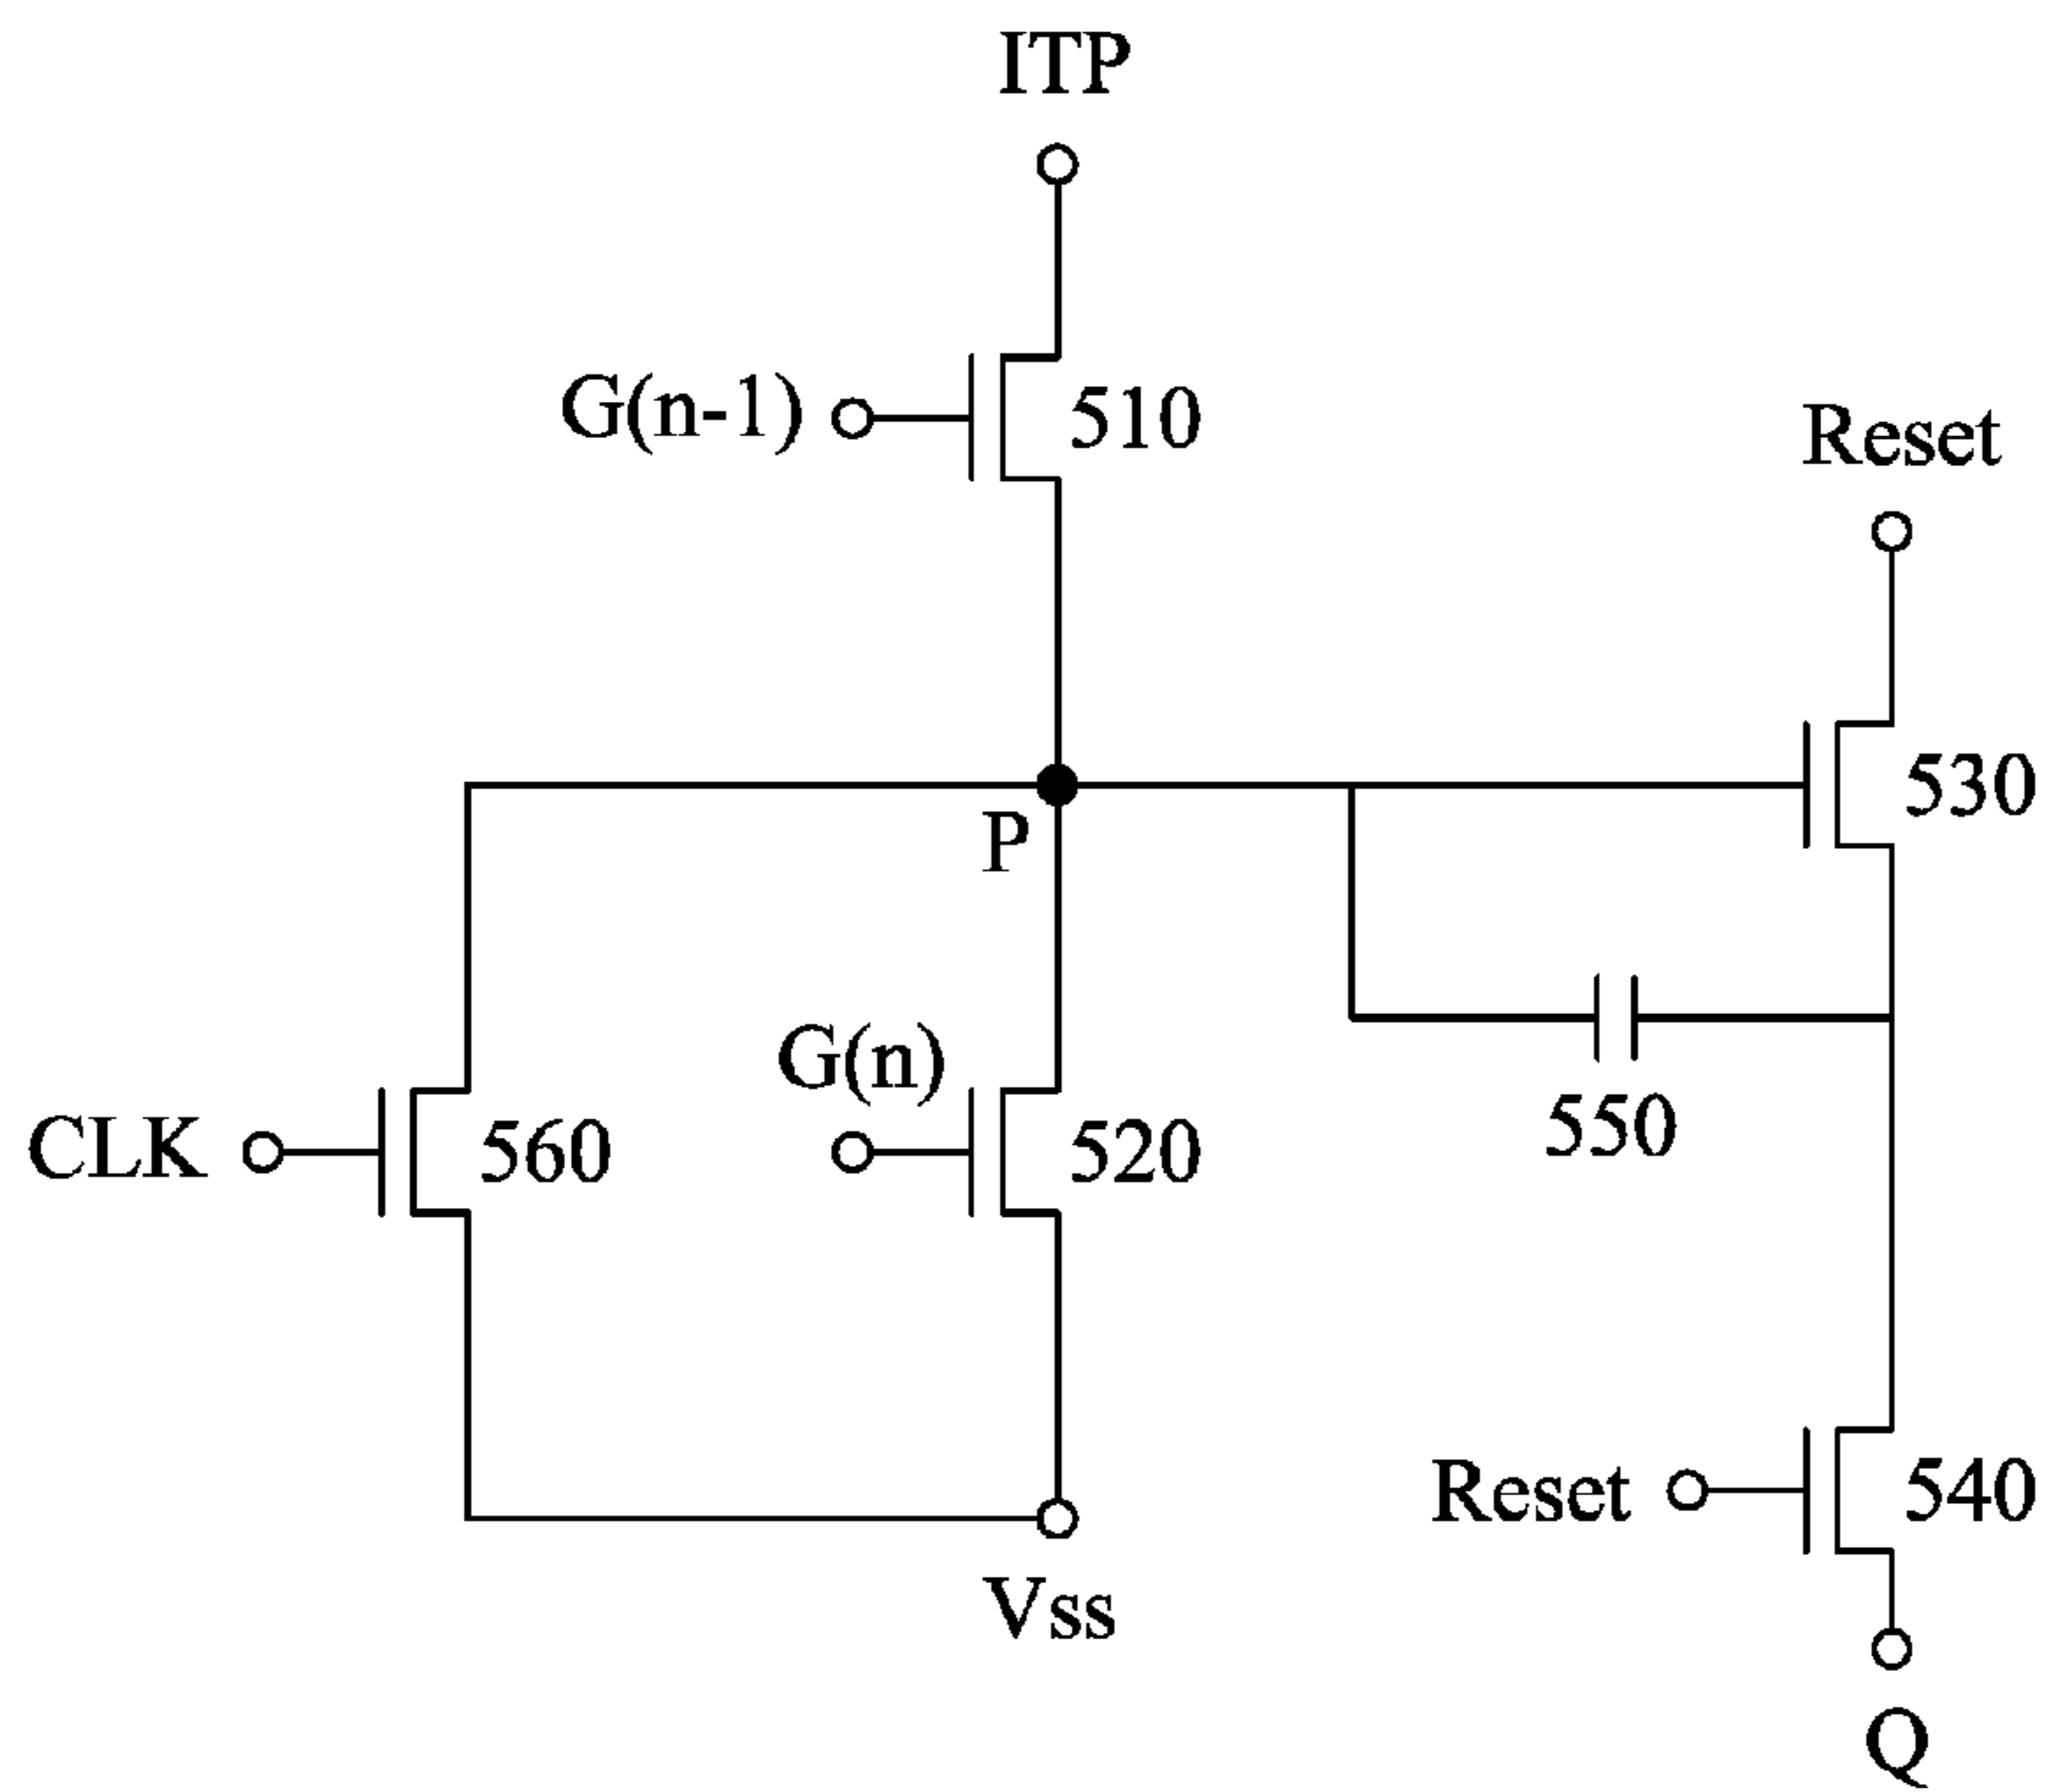 ITP
G(n-1)
510
Reset
530
P
G(n)
CLK
560
520
550
Reset
540
Vss
Q